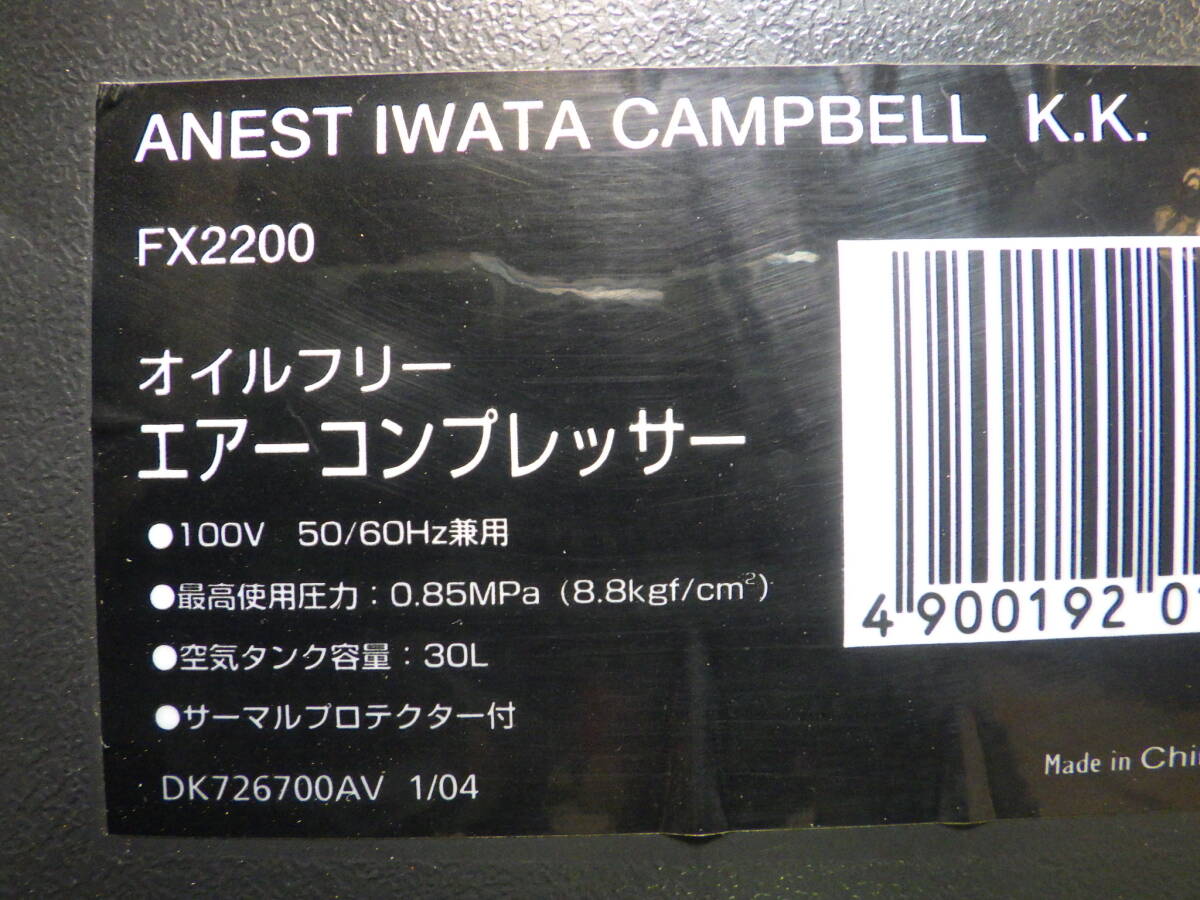 ANEST IWATA CAMPBELL K.K.
FX2200
オイルフリー
エアーコンプレッサー
●100V 50/60Hz兼用
●最高使用圧力：0.85MPa（8.8kgf/cm²）
●空気タンク容量：30L
●サーマルプロテクター付
DK726700AV 1/04
4 900192 0
Made in